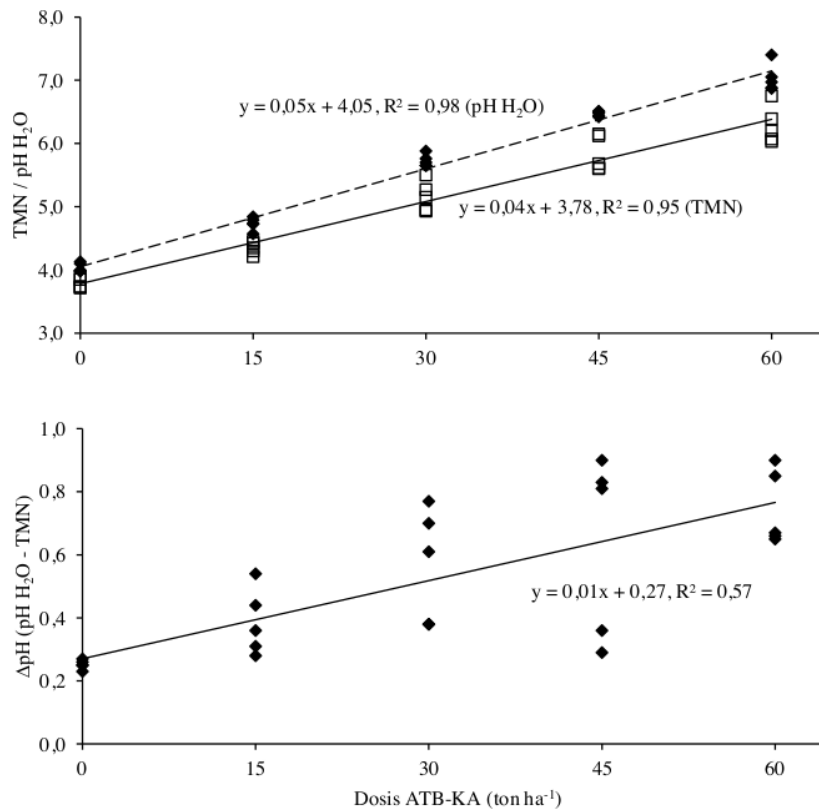 8,0
7,0
6,0
5,0
4,0
3,0
TMN / pH H₂O
y = 0,05x + 4,05, R² = 0,98 (pH H₂O)
y = 0,04x + 3,78, R² = 0,95 (TMN)
0 15 30 45 60
1,0
0,8
0,6
0,4
0,2
0,0
ΔpH (pH H₂O - TMN)
y = 0,01x + 0,27, R² = 0,57
0 15 30 45 60
Dosis ATB-KA (ton ha⁻¹)